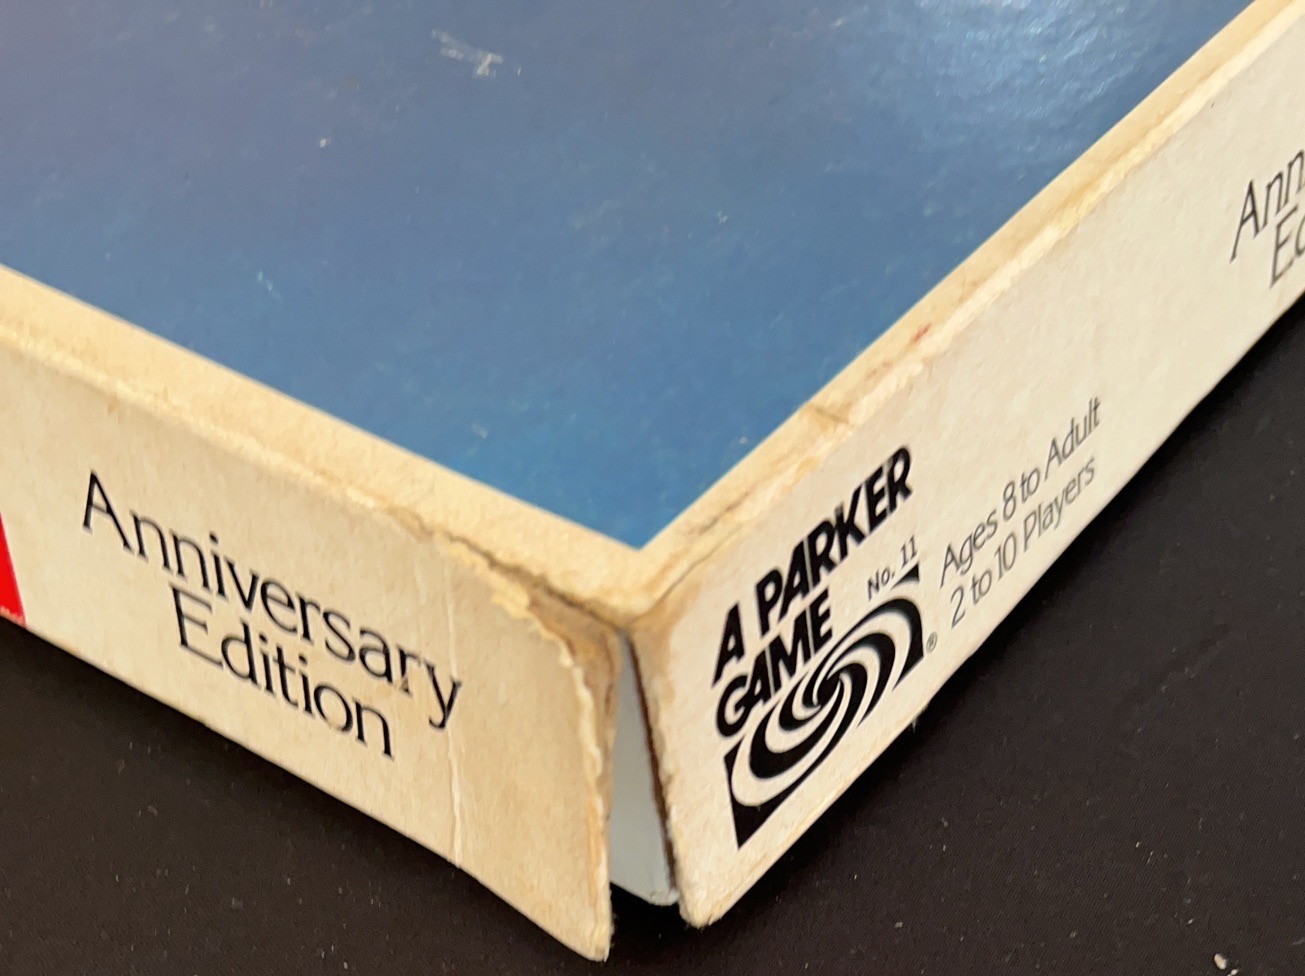 Anniversary
Edition
A PARKER
GAME
No. 11
®
Ages 8 to Adult
2 to 10 Players